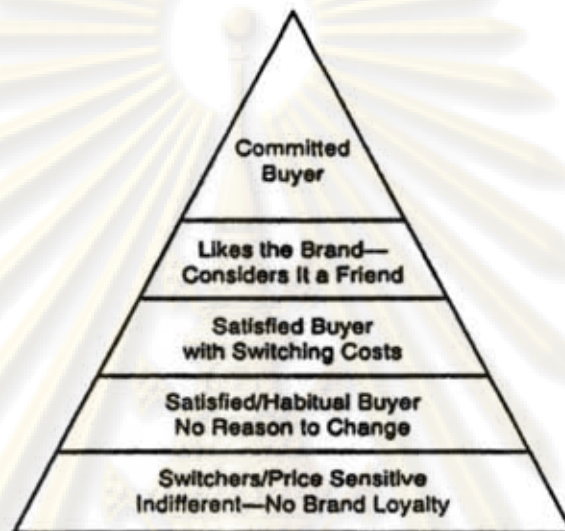 Committed
Buyer
Likes the Brand—
Considers It a Friend
Satisfied Buyer
with Switching Costs
Satisfied/Habitual Buyer
No Reason to Change
Switchers/Price Sensitive
Indifferent—No Brand Loyalty